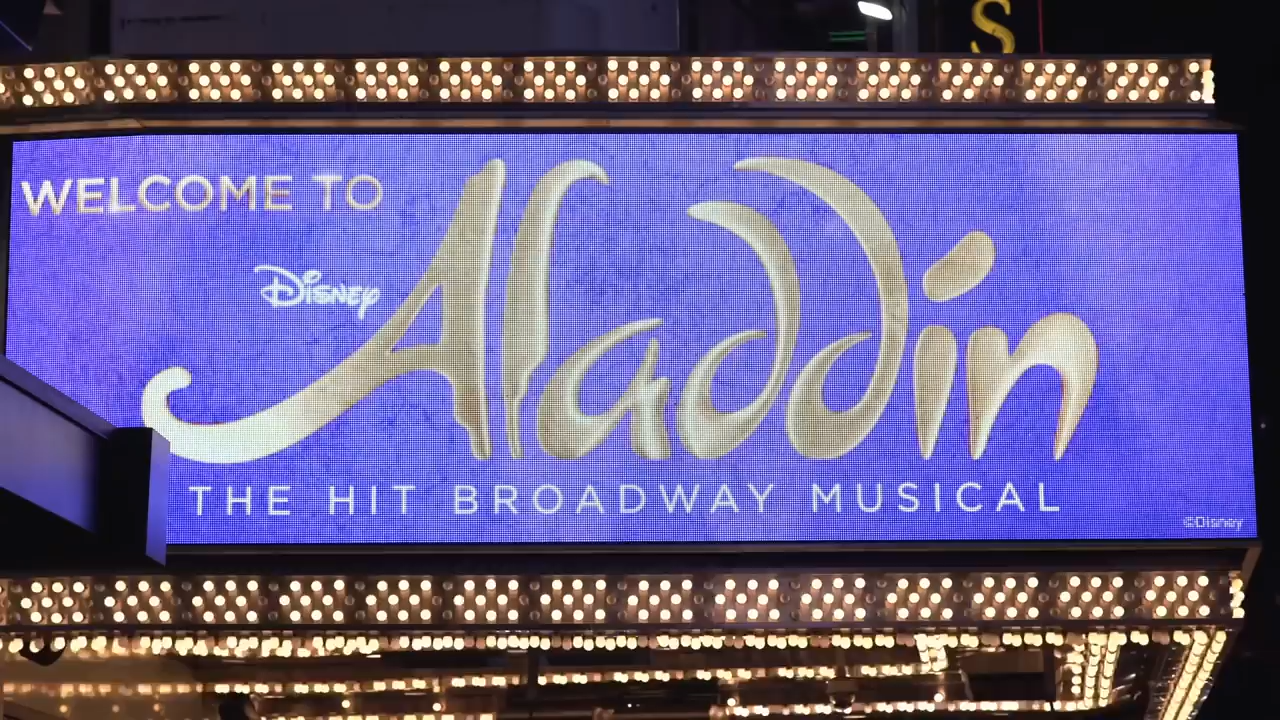 S
WELCOME TO
Disney
Aladdin
THE HIT BROADWAY MUSICAL
©Disney